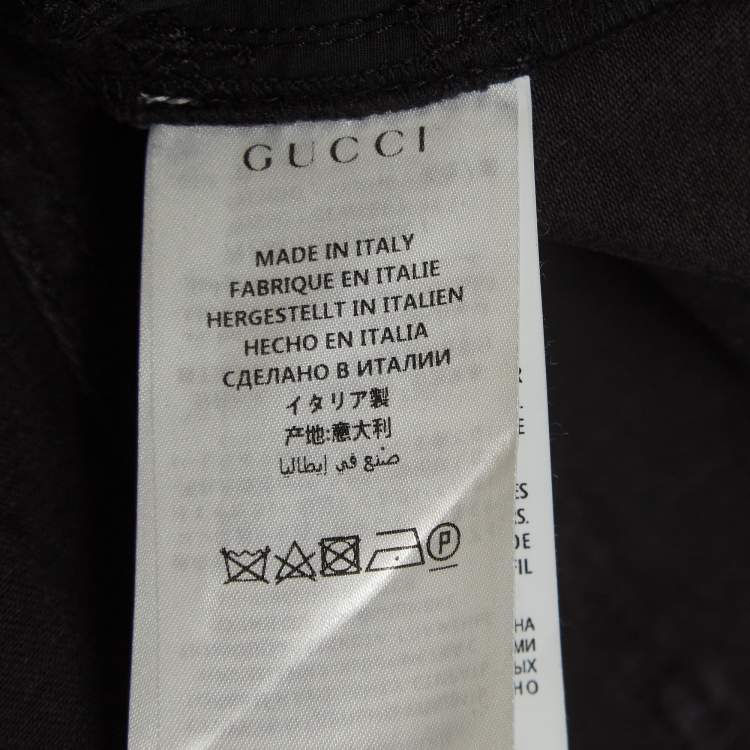 GUCCI
MADE IN ITALY
FABRIQUE EN ITALIE
HERGESTELLT IN ITALIEN
HECHO EN ITALIA
СДЕЛАНО В ИТАЛИИ
イタリア製
产地:意大利
صنع في إيطاليا
P